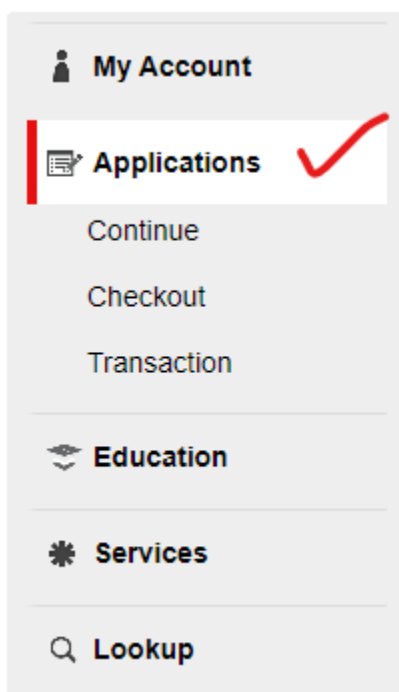 My Account
Applications
Continue
Checkout
Transaction
Education
Services
Lookup